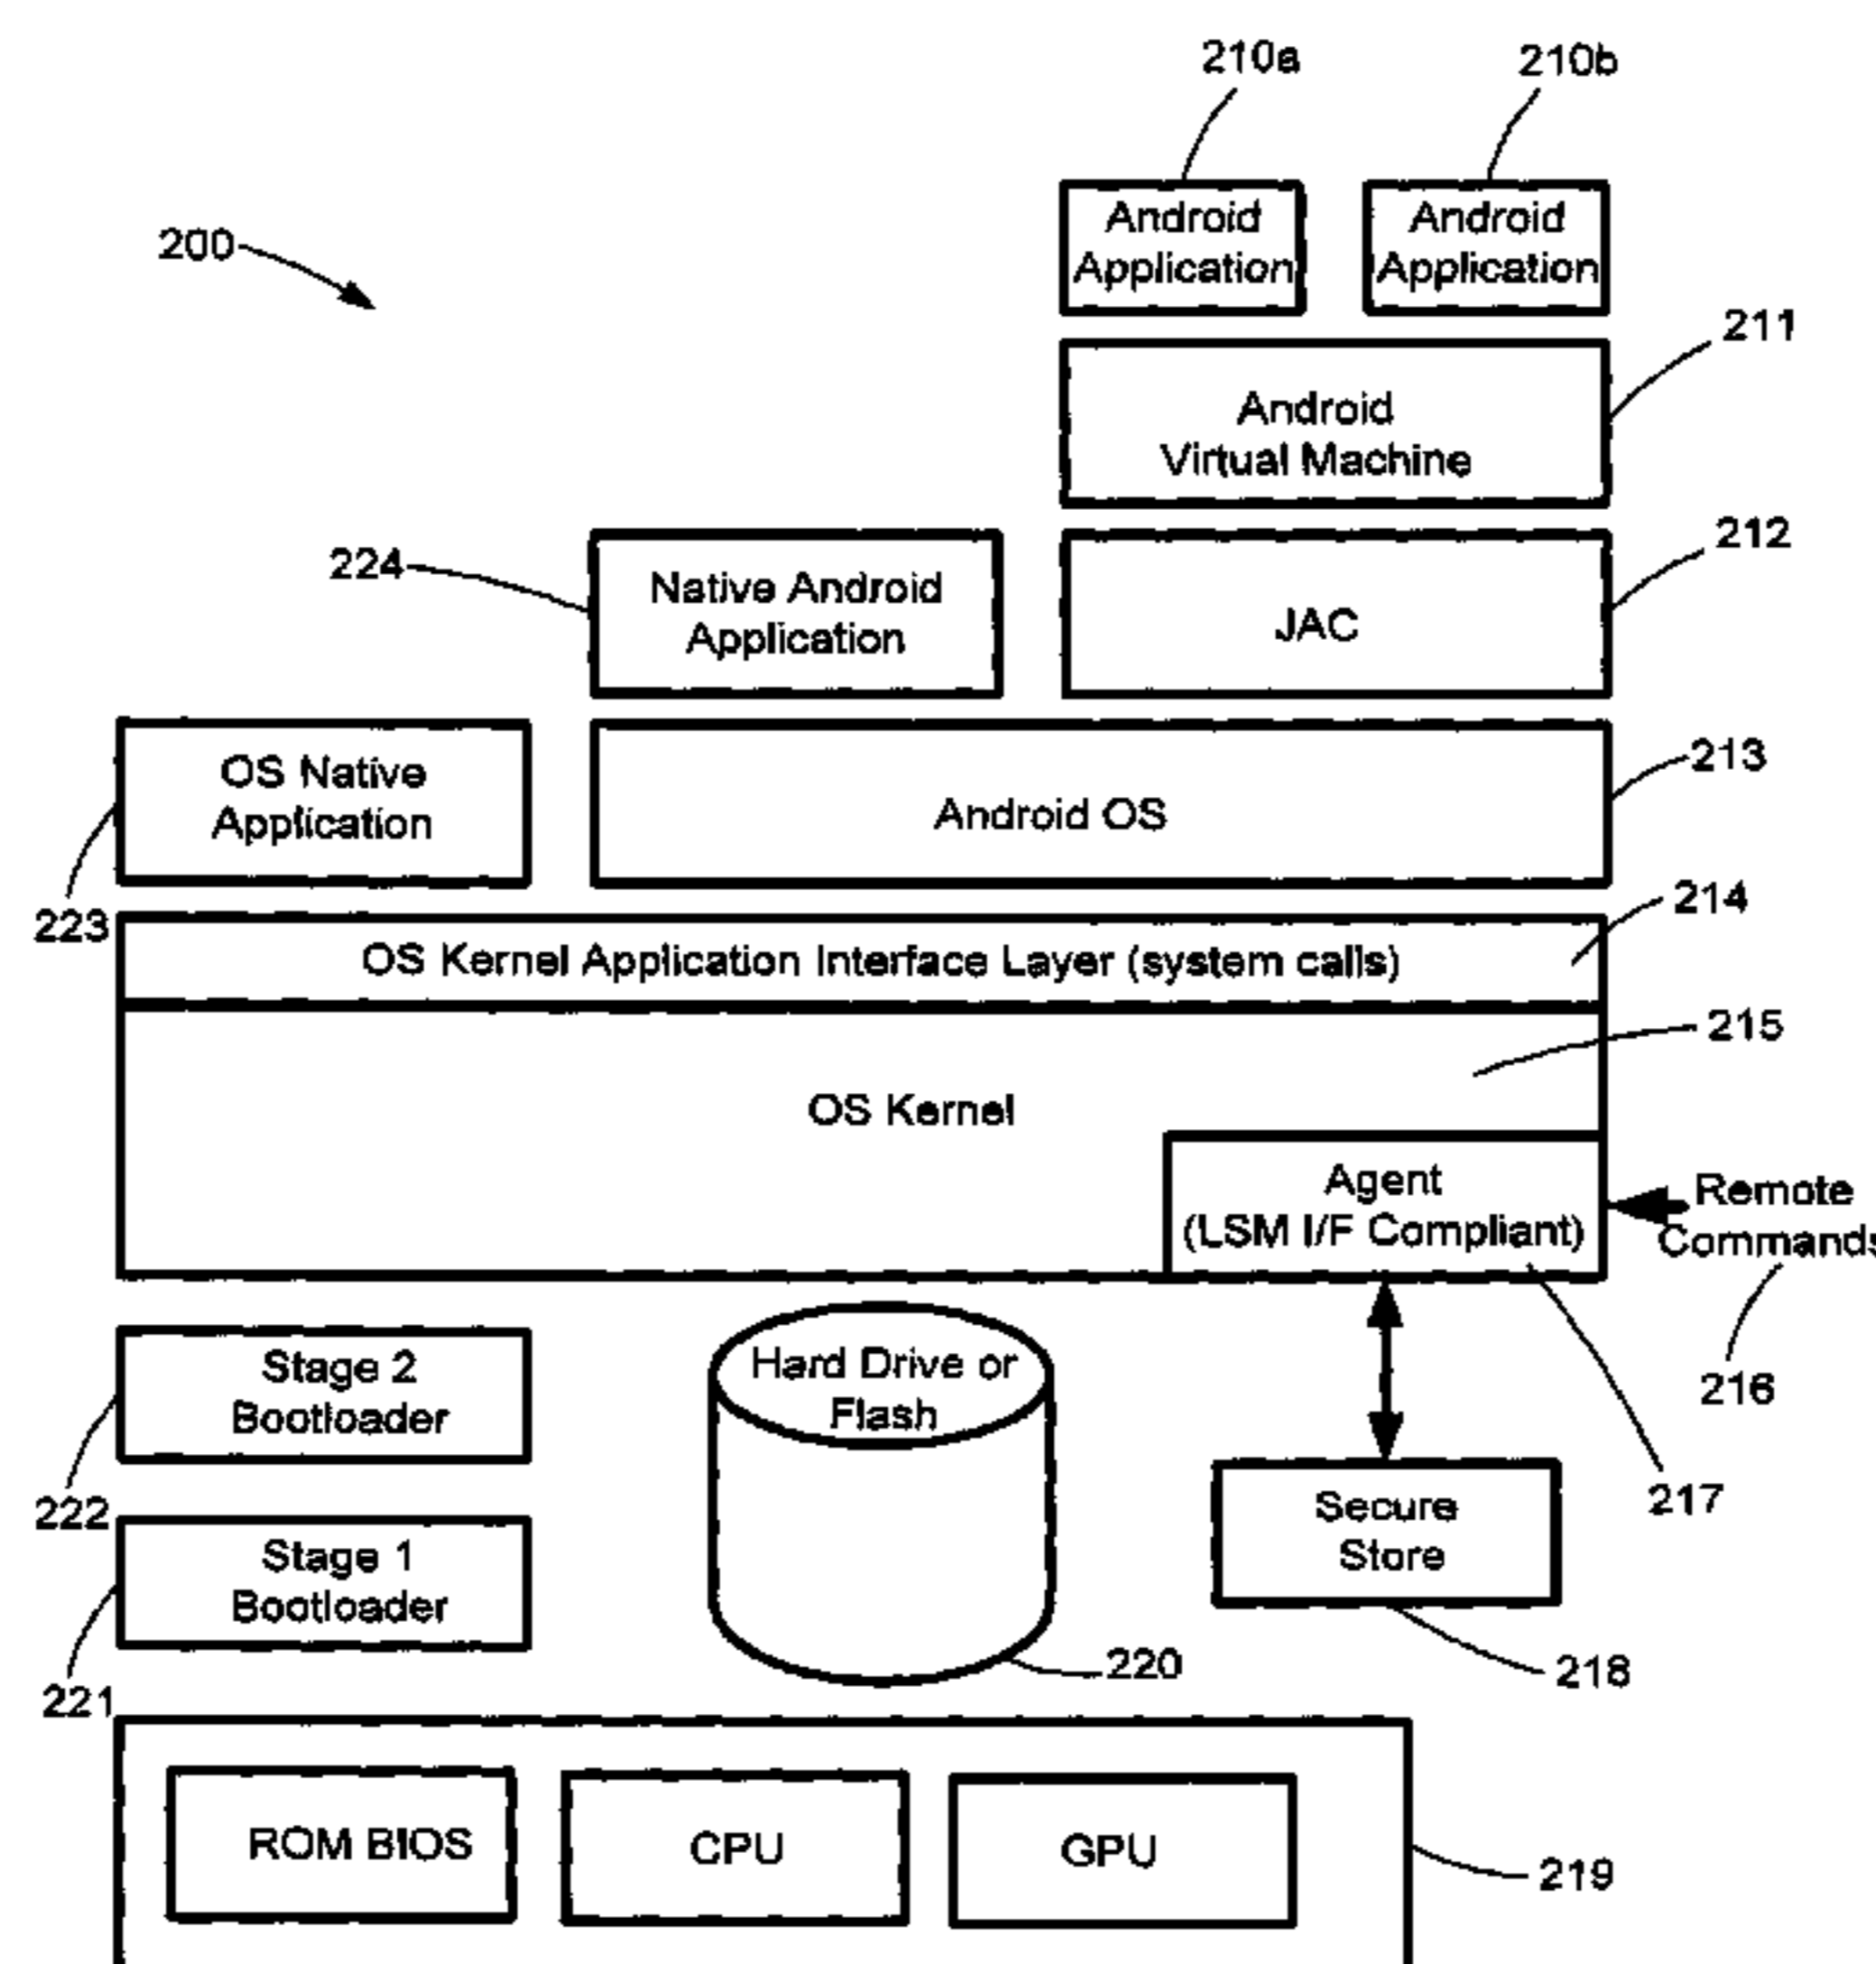 210a
210b
200
Android
Application
Android
Application
211
Android
Virtual Machine
212
224
Native Android
Application
JAC
OS Native
Application
213
Android OS
223
214
OS Kernel Application Interface Layer (system calls)
215
OS Kernel
Agent
(LSM I/F Compliant)
Remote
Commands
216
Stage 2
Bootloader
Hard Drive or
Flash
222
217
Secure
Store
Stage 1
Bootloader
220
218
221
ROM BIOS
CPU
GPU
219